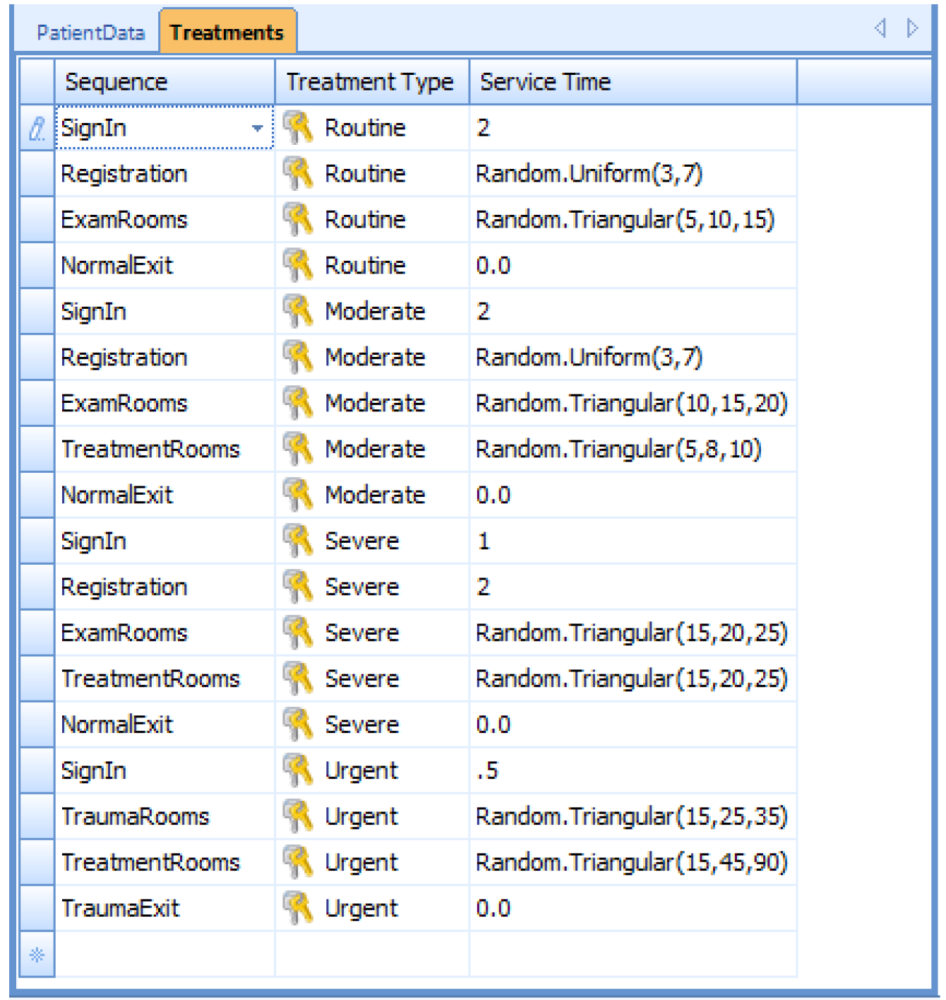 PatientData Treatments
Sequence Treatment Type Service Time
SignIn Routine 2
Registration Routine Random.Uniform(3,7)
ExamRooms Routine Random.Triangular(5,10,15)
NormalExit Routine 0.0
SignIn Moderate 2
Registration Moderate Random.Uniform(3,7)
ExamRooms Moderate Random.Triangular(10,15,20)
TreatmentRooms Moderate Random.Triangular(5,8,10)
NormalExit Moderate 0.0
SignIn Severe 1
Registration Severe 2
ExamRooms Severe Random.Triangular(15,20,25)
TreatmentRooms Severe Random.Triangular(15,20,25)
NormalExit Severe 0.0
SignIn Urgent .5
TraumaRooms Urgent Random.Triangular(15,25,35)
TreatmentRooms Urgent Random.Triangular(15,45,90)
TraumaExit Urgent 0.0